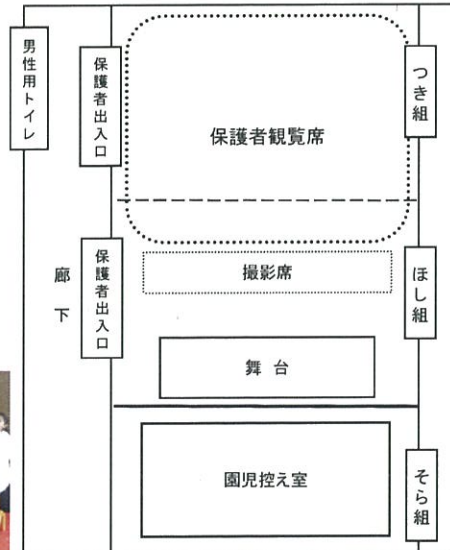 男性用トイレ
保護者出入口
つき組
保護者観覧席
廊下
保護者出入口
撮影席
ほし組
舞台
園児控え室
そら組